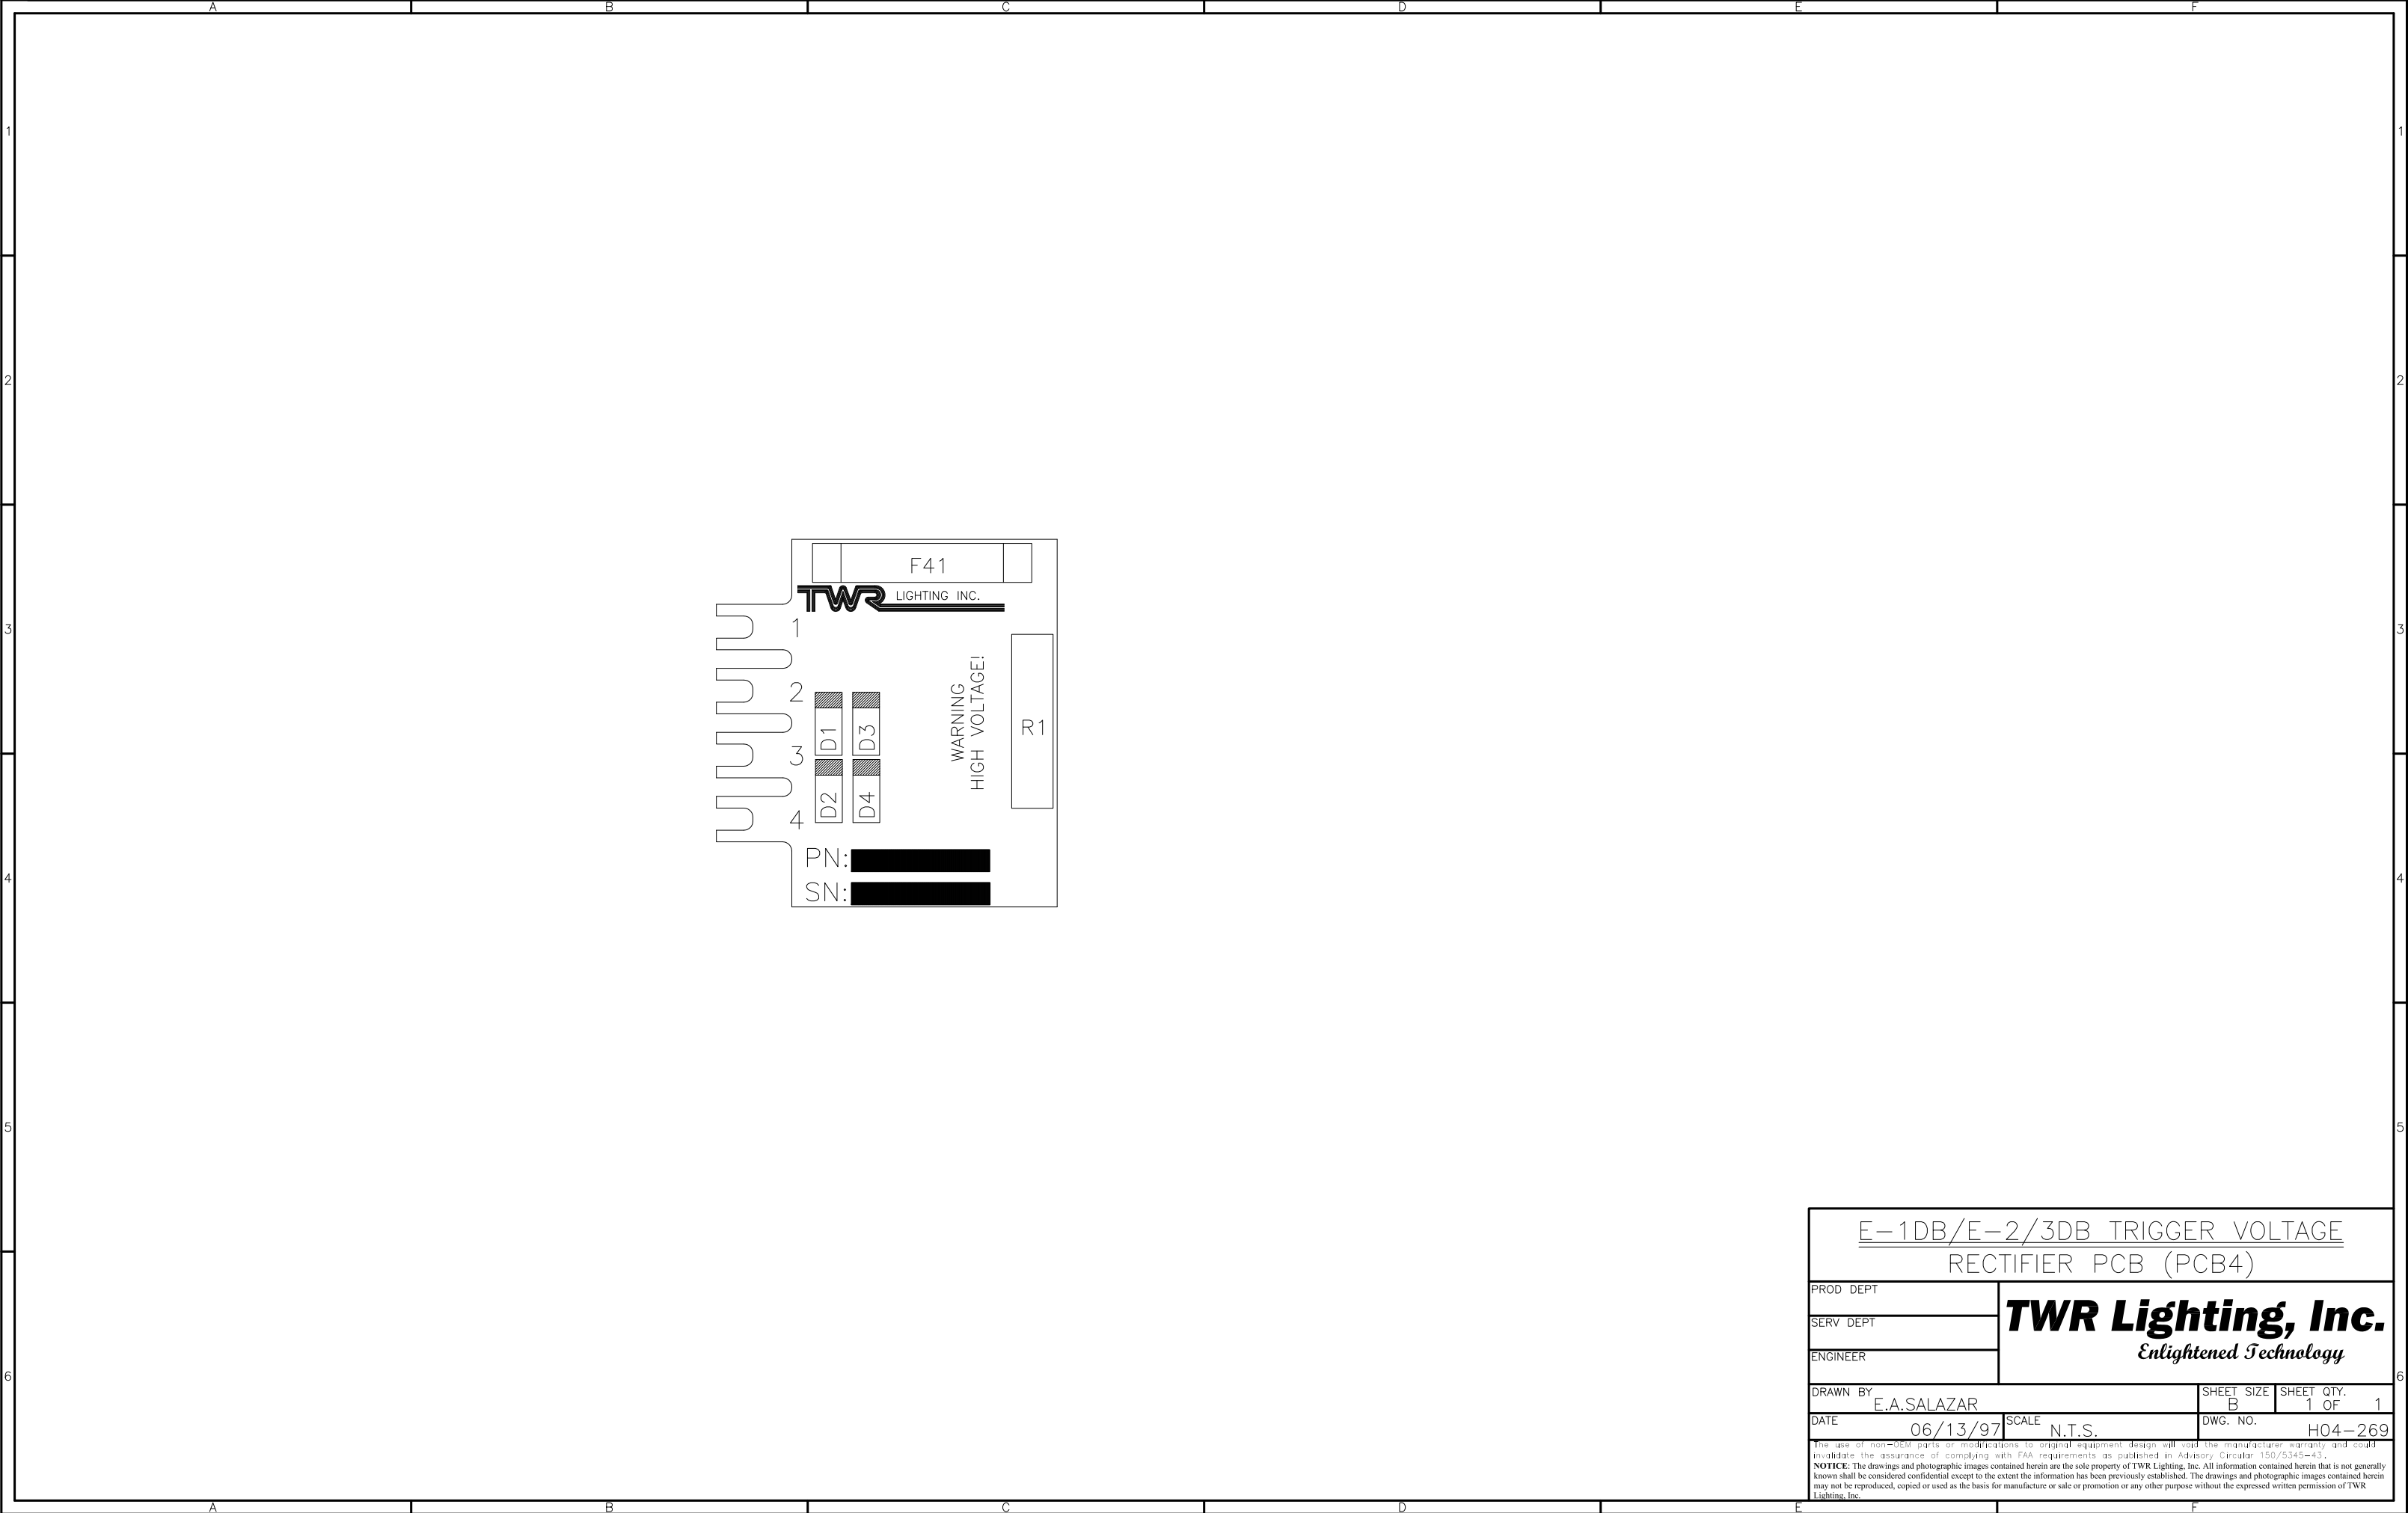 A B C D E F
1 1
2 2
3 3
4 4
5 5
6 6
F41
TWR LIGHTING INC.
1
2
3
4
D1 D3
D2 D4
WARNING
HIGH VOLTAGE!
R1
PN:
SN:
E-1DB/E-2/3DB TRIGGER VOLTAGE
RECTIFIER PCB (PCB4)
PROD DEPT
SERV DEPT
ENGINEER
TWR Lighting, Inc.
Enlightened Technology
DRAWN BY
E.A.SALAZAR
SHEET SIZE
B
SHEET QTY.
1 OF 1
DATE
06/13/97
SCALE
N.T.S.
DWG. NO.
H04-269
The use of non-OEM parts or modifications to original equipment design will void the manufacturer warranty and could
invalidate the assurance of complying with FAA requirements as published in Advisory Circular 150/5345-43.
NOTICE: The drawings and photographic images contained herein are the sole property of TWR Lighting, Inc. All information contained herein that is not generally
known shall be considered confidential except to the extent the information has been previously established. The drawings and photographic images contained herein
may not be reproduced, copied or used as the basis for manufacture or sale or promotion or any other purpose without the expressed written permission of TWR
Lighting, Inc.
A B C D E F